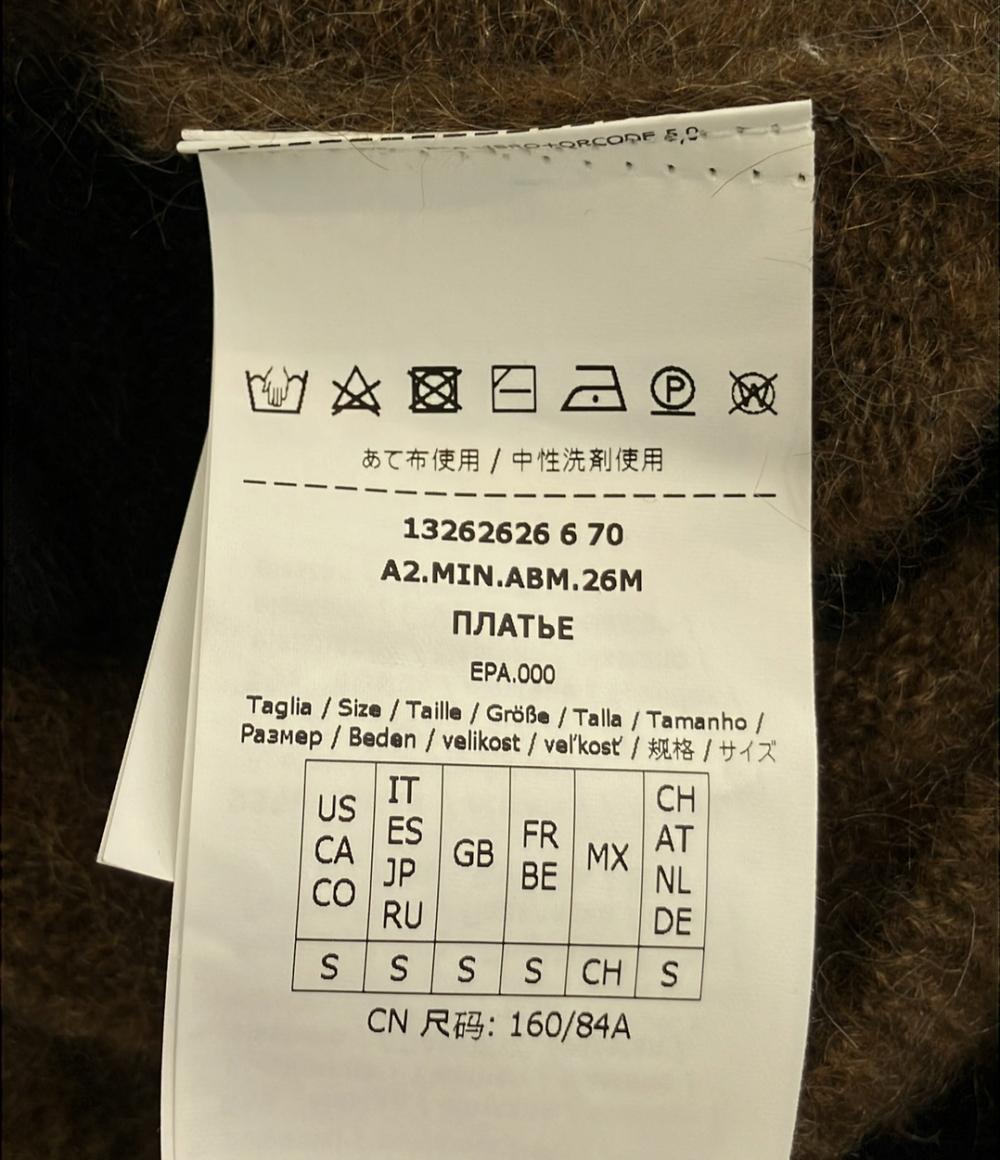 QRCODE 5,0
P
W
あて布使用 / 中性洗剤使用
13262626 6 70
A2.MIN.ABM.26M
ПЛАТЬЕ
EPA.000
Taglia / Size / Taille / Größe / Talla / Tamanho /
Размер / Beden / velikost / veľkosť / 规格 / サイズ
US CA CO IT ES JP RU GB FR BE MX CH AT NL DE
S S S S CH S
CN 尺码: 160/84A